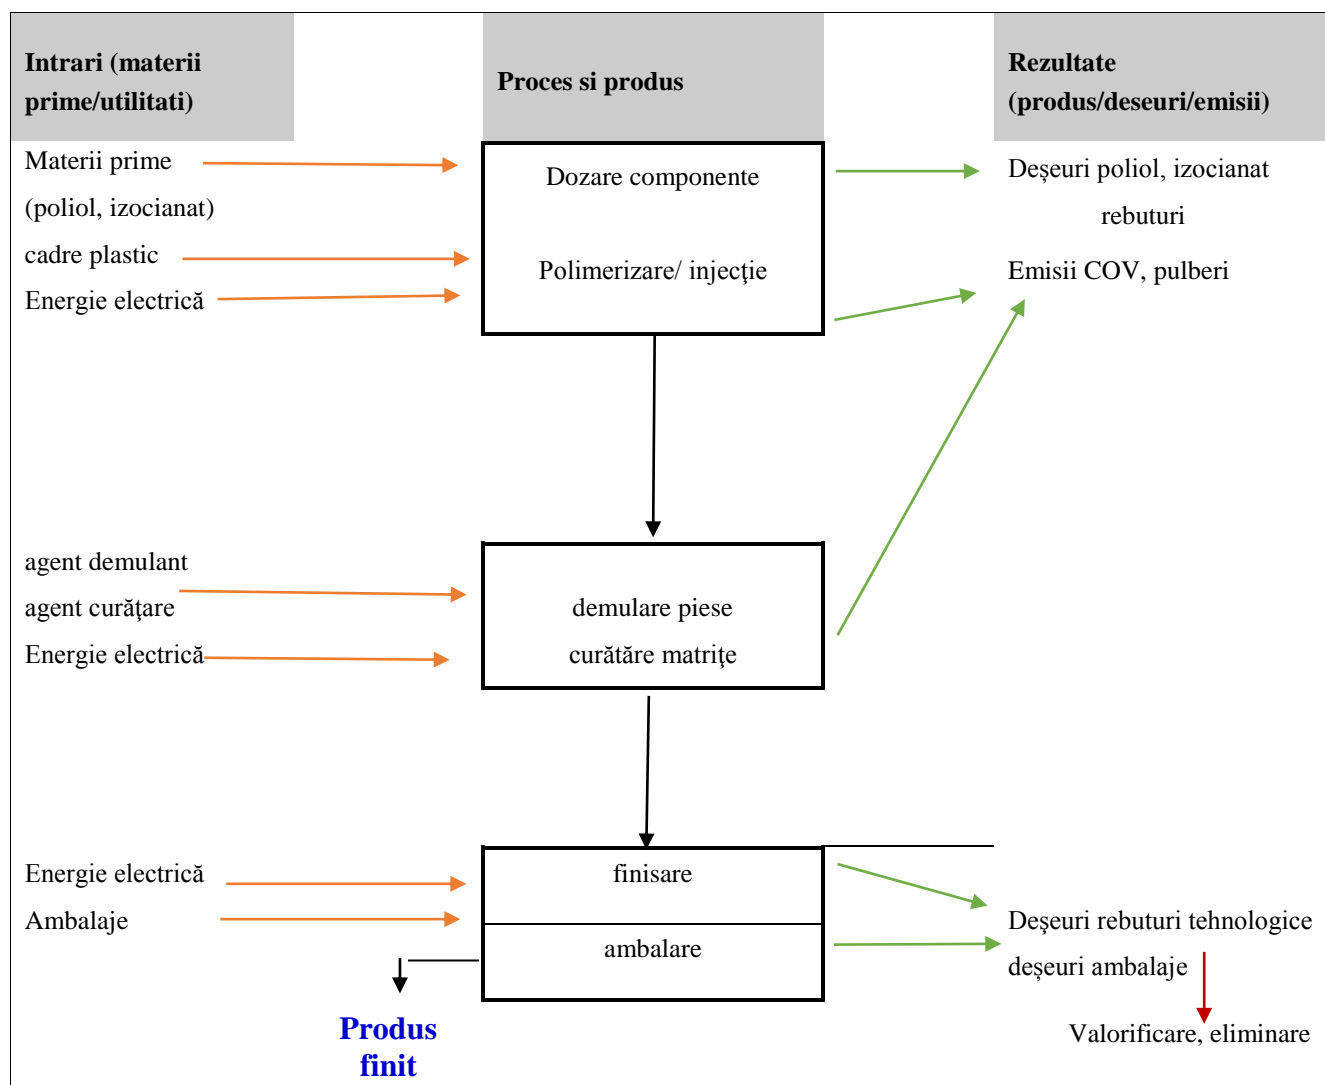 Intrari (materii
prime/utilitati)
Proces si produs
Rezultate
(produs/deseuri/emisii)
Materii prime
(poliol, izocianat)
cadre plastic
Energie electrică
Dozare componente
Polimerizare/ injecţie
Deșeuri poliol, izocianat
rebuturi
Emisii COV, pulberi
agent demulant
agent curăţare
Energie electrică
demulare piese
curătăre matriţe
Energie electrică
Ambalaje
finisare
ambalare
Deşeuri rebuturi tehnologice
deșeuri ambalaje
Produs
finit
Valorificare, eliminare